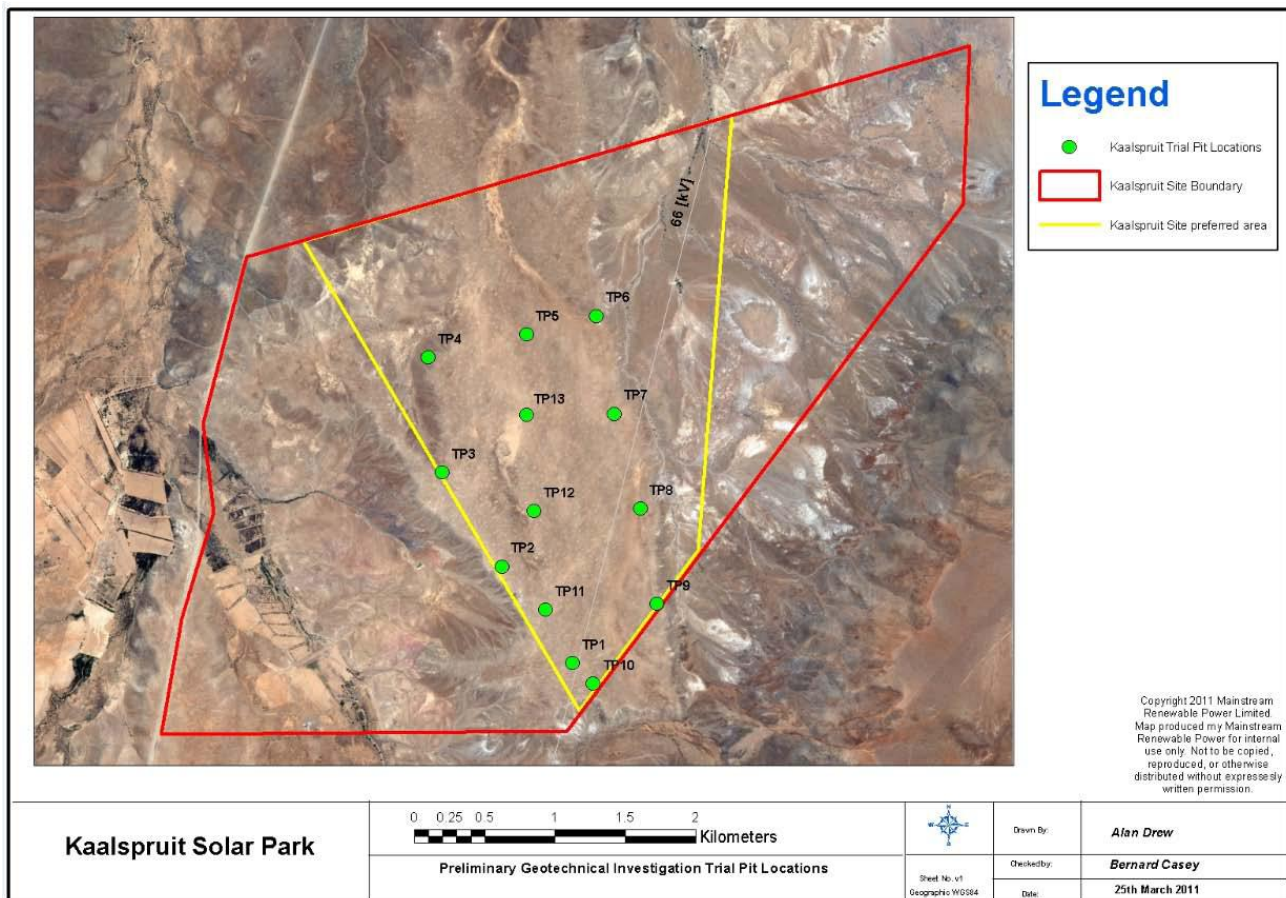 Legend
Kaalspruit Trial Pit Locations
Kaalspruit Site Boundary
Kaalspruit Site preferred area
66 [kV]
TP6
TP5
TP4
TP13
TP7
TP3
TP12
TP8
TP2
TP11
TP9
TP1
TP10
Copyright 2011 Mainstream
Renewable Power Limited.
Map produced my Mainstream
Renewable Power for internal
use only. Not to be copied,
reproduced, or otherwise
distributed without expressesly
written permission.
Kaalspruit Solar Park
0 0.25 0.5 1 1.5 2
Kilometers
Preliminary Geotechnical Investigation Trial Pit Locations
N
W E
S
Sheet No. v1
Geographic WGS84
Drawn By: Alan Drew
Checked by: Bernard Casey
Date: 25th March 2011